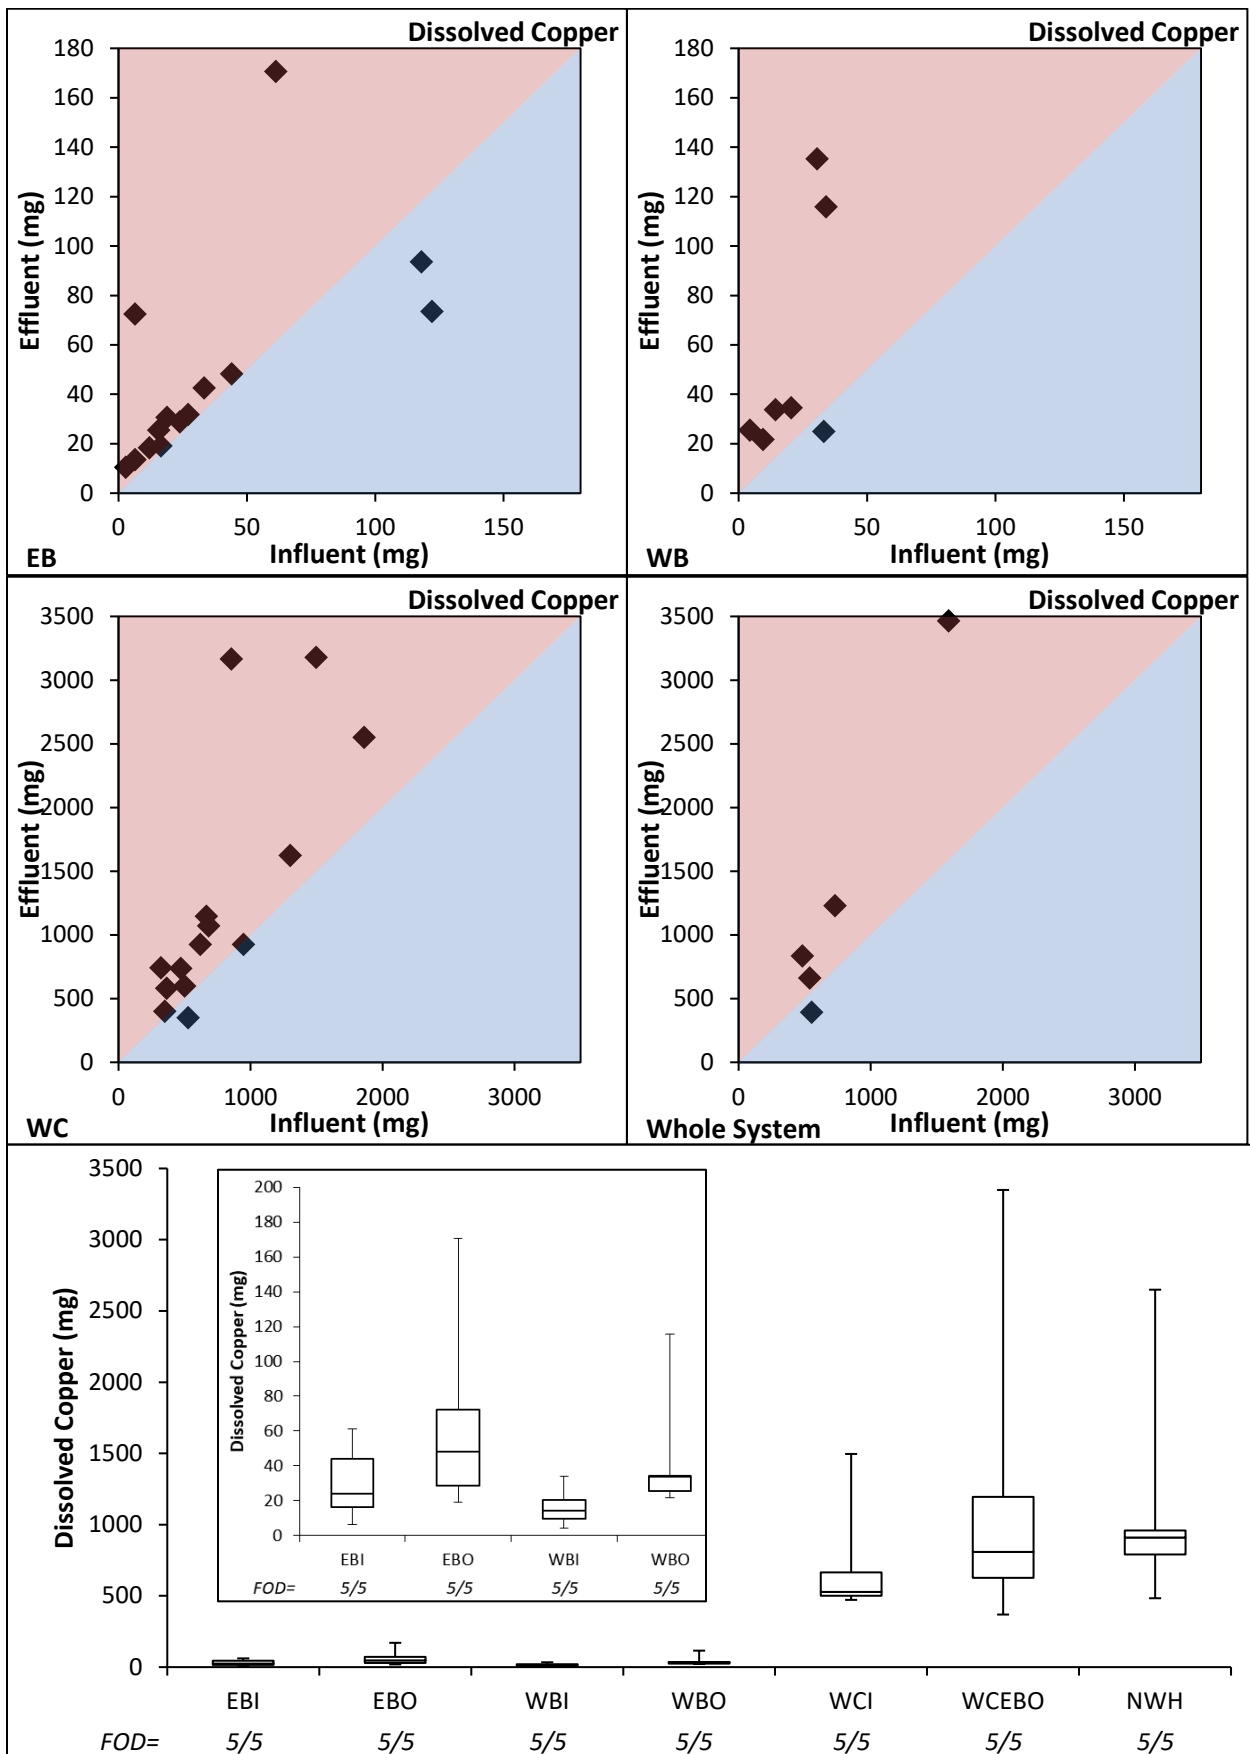 Dissolved Copper
180
160
140
120
100
80
60
40
20
0
Effluent (mg)
0 50 100 150
Influent (mg)
EB
Dissolved Copper
180
160
140
120
100
80
60
40
20
0
Effluent (mg)
0 50 100 150
Influent (mg)
WB
Dissolved Copper
3500
3000
2500
2000
1500
1000
500
0
Effluent (mg)
0 1000 2000 3000
Influent (mg)
WC
Dissolved Copper
3500
3000
2500
2000
1500
1000
500
0
Effluent (mg)
0 1000 2000 3000
Influent (mg)
Whole System
3500
3000
2500
2000
1500
1000
500
0
Dissolved Copper (mg)
200
180
160
140
120
100
80
60
40
20
0
Dissolved Copper (mg)
EBI EBO WBI WBO
FOD= 5/5 5/5 5/5 5/5
EBI EBO WBI WBO WCI WCEBO NWH
FOD= 5/5 5/5 5/5 5/5 5/5 5/5 5/5